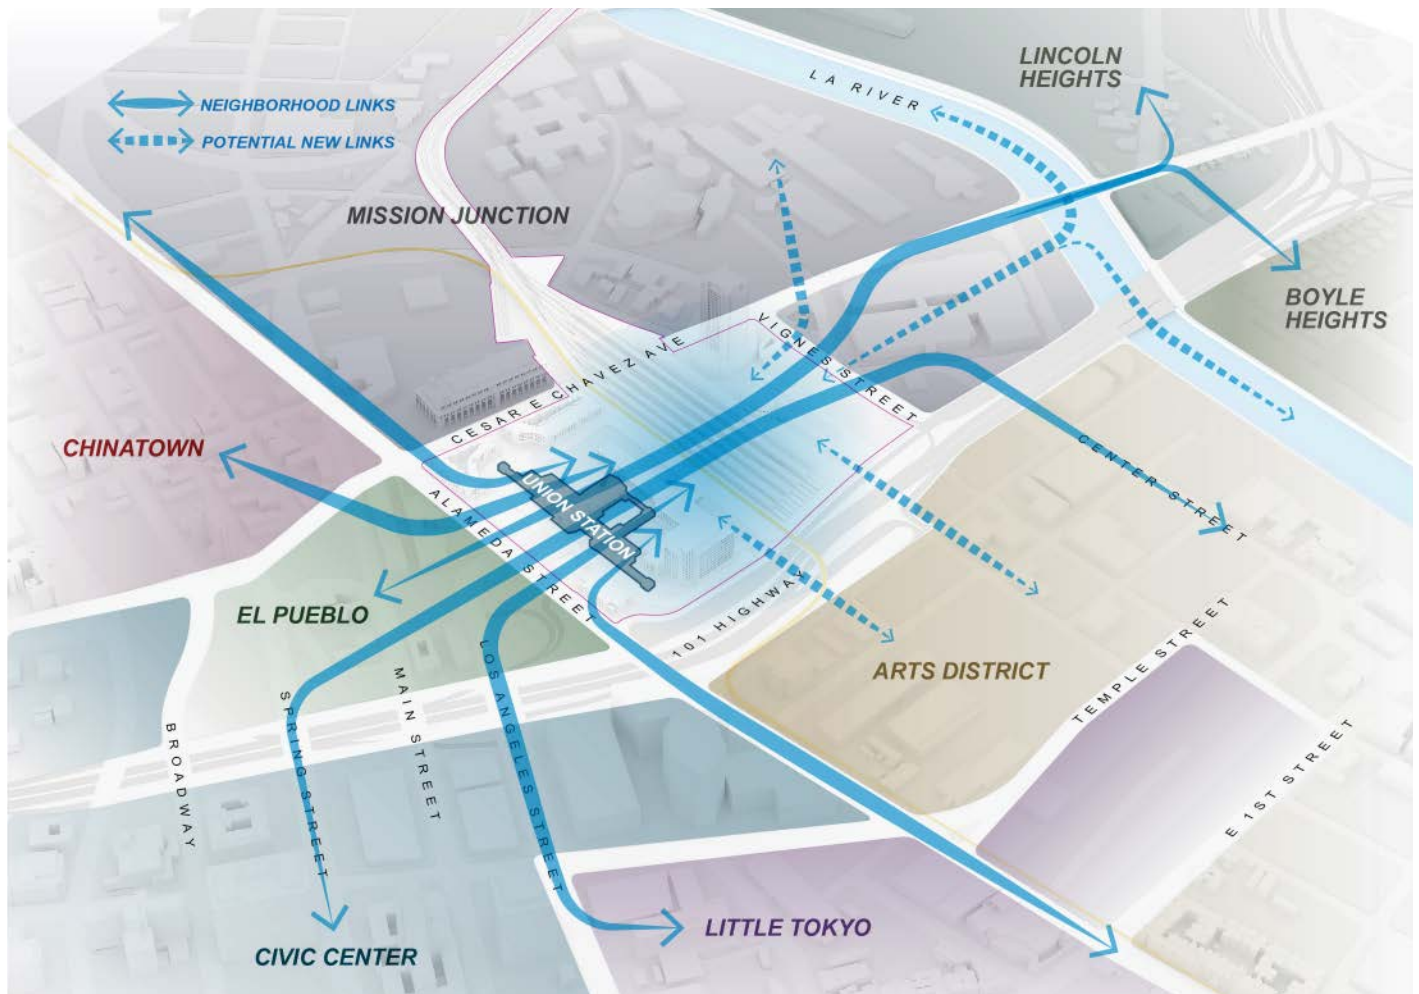 LINCOLN
HEIGHTS
LA RIVER
NEIGHBORHOOD LINKS
POTENTIAL NEW LINKS
MISSION JUNCTION
BOYLE
HEIGHTS
VIGNES STREET
CESAR E CHAVEZ AVE
CHINATOWN
CENTER STREET
UNION STATION
ALAMEDA STREET
EL PUEBLO
101 HIGHWAY
ARTS DISTRICT
TEMPLE STREET
LOS ANGELES STREET
MAIN STREET
SPRING STREET
BROADWAY
E 1ST STREET
LITTLE TOKYO
CIVIC CENTER